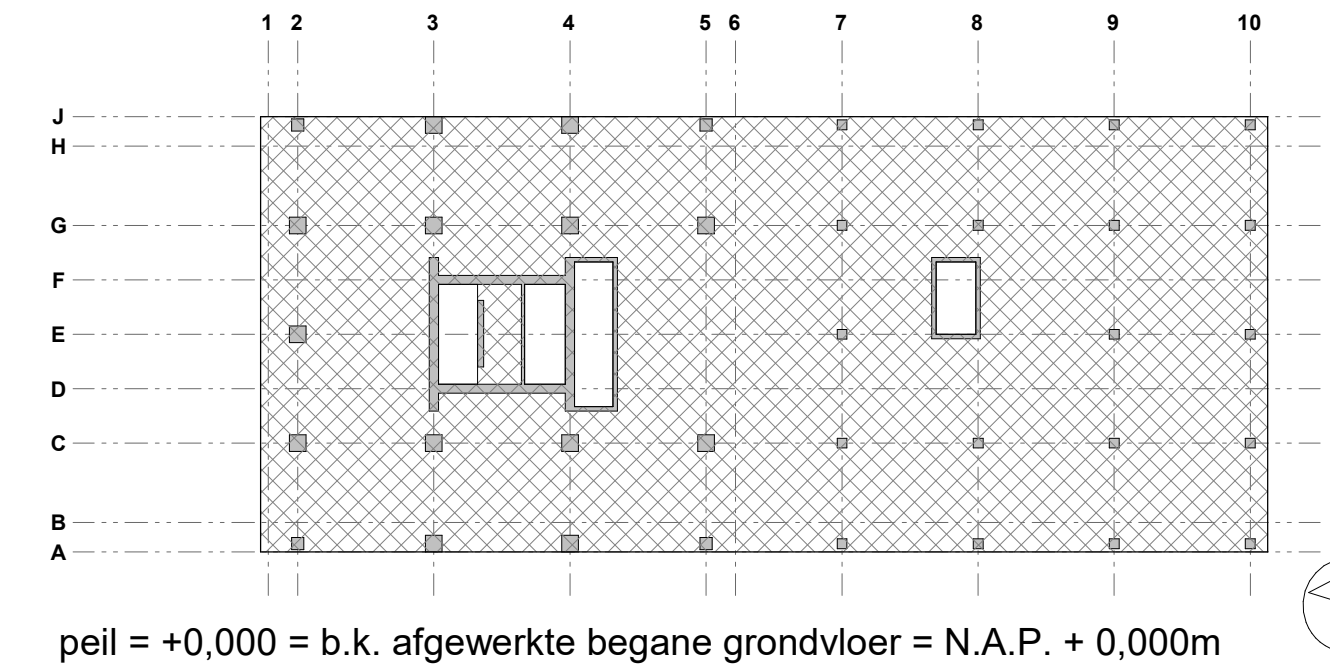 1 2 3 4 5 6 7 8 9 10
J
H
G
F
E
D
C
B
A
peil = +0,000 = b.k. afgewerkte begane grondvloer = N.A.P. + 0,000m